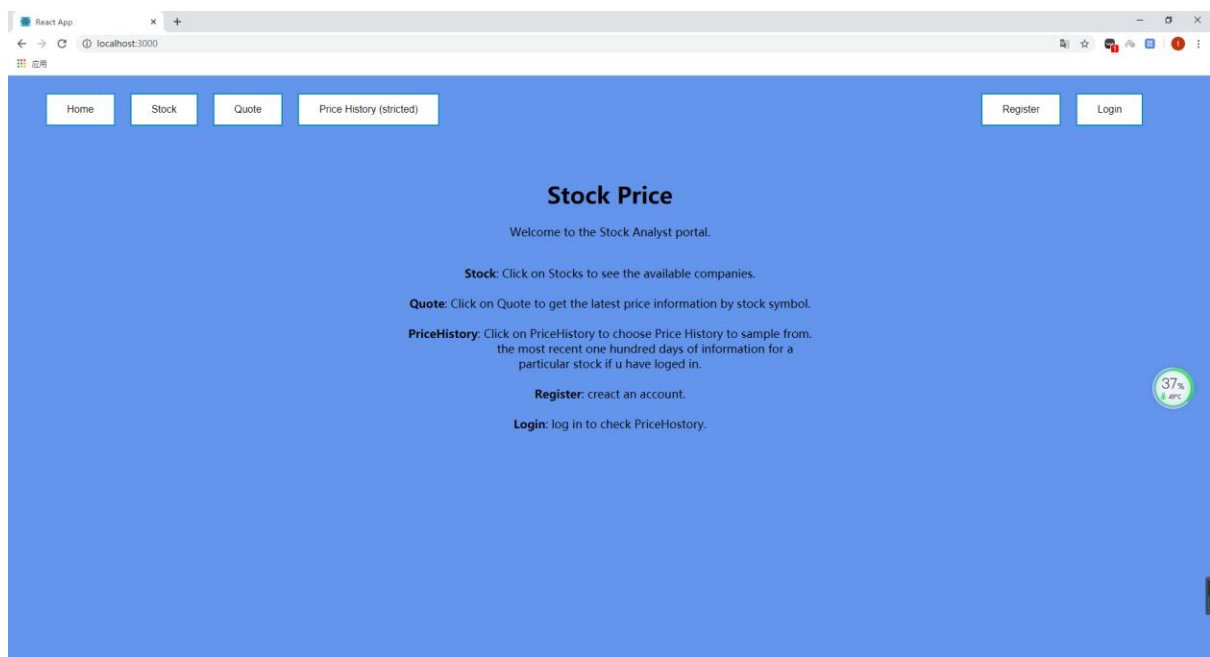 React App
localhost:3000
应用
Home Stock Quote Price History (stricted) Register Login
Stock Price
Welcome to the Stock Analyst portal.
Stock: Click on Stocks to see the available companies.
Quote: Click on Quote to get the latest price information by stock symbol.
PriceHistory: Click on PriceHistory to choose Price History to sample from.
the most recent one hundred days of information for a
particular stock if u have loged in.
37%
Register: creact an account.
Login: log in to check PriceHostory.